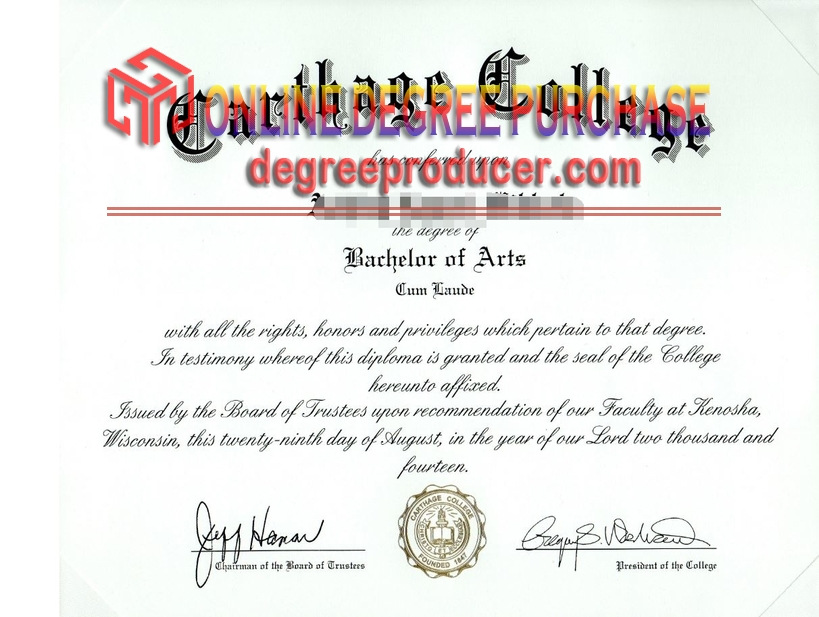 Carthage College
ONLINE DEGREE PURCHASE
has conferred upon
degreeproducer.com
the degree of
Bachelor of Arts
Cum Laude
with all the rights, honors and privileges which pertain to that degree.
In testimony whereof this diploma is granted and the seal of the College
hereunto affixed.
Issued by the Board of Trustees upon recommendation of our Faculty at Kenosha,
Wisconsin, this twenty-ninth day of August, in the year of our Lord two thousand and
fourteen.
CARTHAGE COLLEGE
FOUNDED 1847
Chairman of the Board of Trustees
President of the College